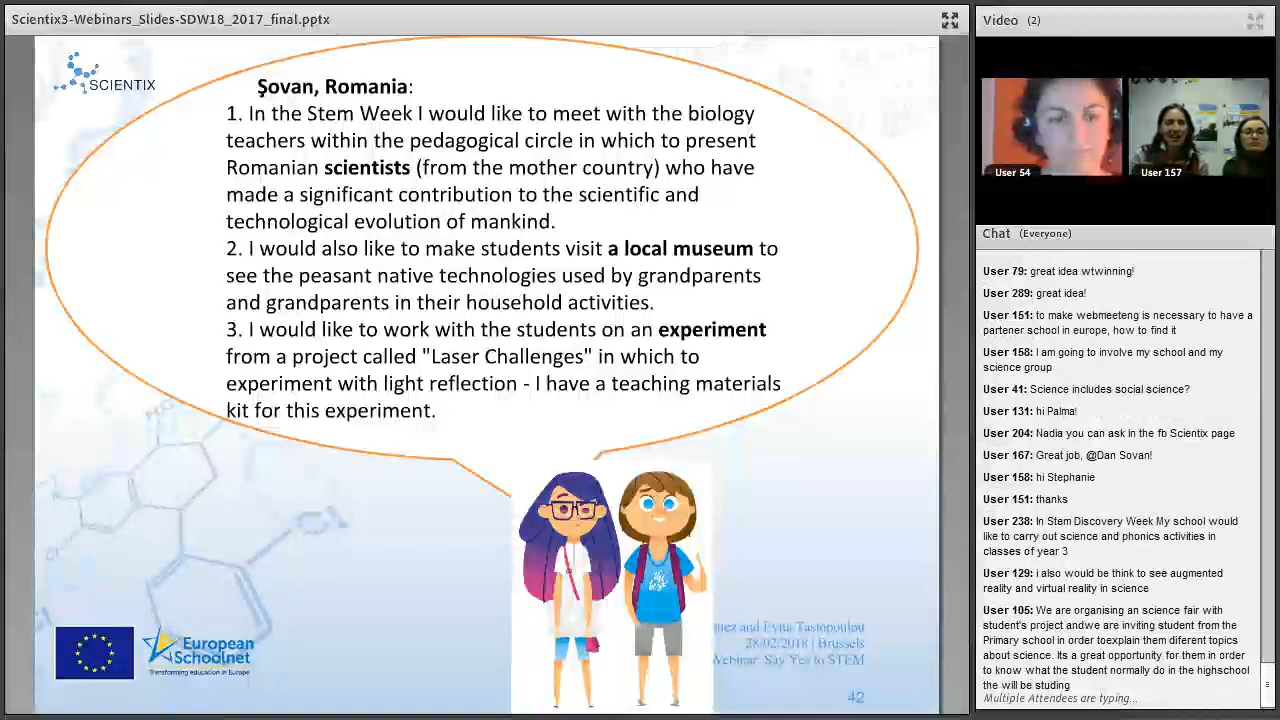 Scientix3-Webinars_Slides-SDW18_2017_final.pptx
SCIENTIX
Şovan, Romania:
1. In the Stem Week I would like to meet with the biology
teachers within the pedagogical circle in which to present
Romanian scientists (from the mother country) who have
made a significant contribution to the scientific and
technological evolution of mankind.
2. I would also like to make students visit a local museum to
see the peasant native technologies used by grandparents
and grandparents in their household activities.
3. I would like to work with the students on an experiment
from a project called "Laser Challenges" in which to
experiment with light reflection - I have a teaching materials
kit for this experiment.
the best
European
Schoolnet
Transforming education in Europe
and Evita Tasiopoulou
28/02/2018 | Brussels
Webinar: Say Yes to STEM
42
Video (2)
User 54
User 157
Chat (Everyone)
User 79: great idea wtwinning!
User 289: great idea!
User 151: to make webmeeteng is necessary to have a
partener school in europe, how to find it
User 158: I am going to involve my school and my
science group
User 41: Science includes social science?
User 131: hi Palma!
User 204: Nadia you can ask in the fb Scientix page
User 167: Great job, @Dan Sovan!
User 158: hi Stephanie
User 151: thanks
User 238: In Stem Discovery Week My school would
like to carry out science and phonics activities in
classes of year 3
User 129: i also would be think to see augmented
reality and virtual reality in science
User 105: We are organising an science fair with
student's project andwe are inviting student from the
Primary school in order toexplain them diferent topics
about science. Its a great opportunity for them in order
to know what the student normally do in the highschool
the will be studing
Multiple Attendees are typing...